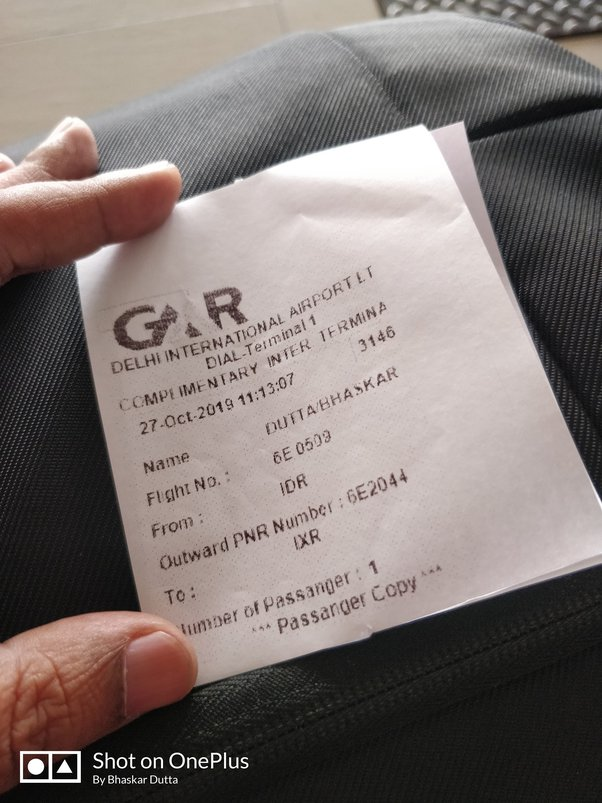 GAR
DELHI INTERNATIONAL AIRPORT LT
DIAL-Terminal 1
COMPLIMENTARY INTER TERMINA
27-Oct-2019 11:13:07 3146
Name DUTTA/BHASKAR
Flight No. : 6E 0509
From : IDR
Outward PNR Number : 6E2044
To : IXR
Number of Passanger : 1
*** Passanger Copy ***
Shot on OnePlus
By Bhaskar Dutta